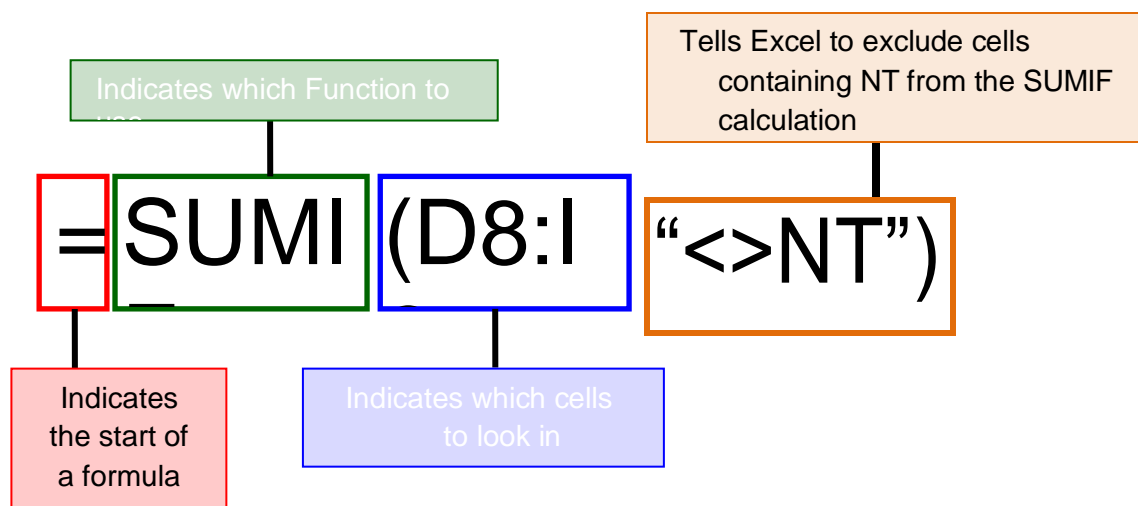 Tells Excel to exclude cells
containing NT from the SUMIF
calculation
Indicates which Function to
=SUMI (D8:I “<>NT”)
Indicates
the start of
a formula
Indicates which cells
to look in